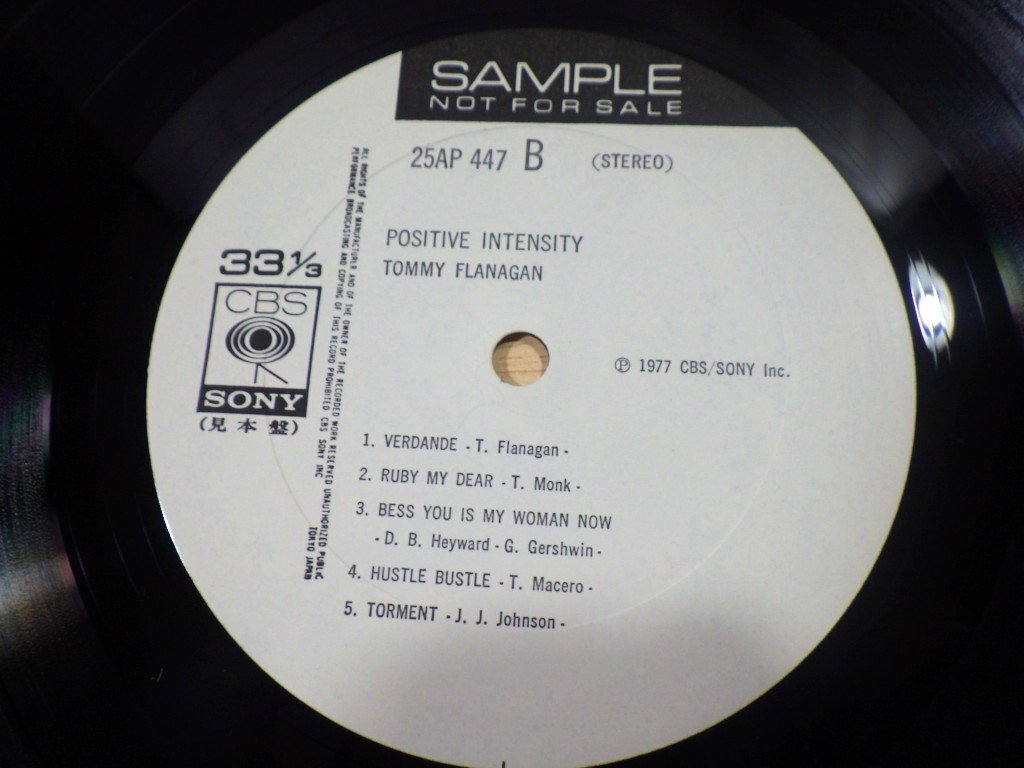 SAMPLE
NOT FOR SALE
25AP 447 B (STEREO)
POSITIVE INTENSITY
TOMMY FLANAGAN
33 1/3
CBS
SONY
(見本盤)
ALL RIGHTS OF THE MANUFACTURER AND OF THE OWNER OF THE RECORDED WORK RESERVED UNAUTHORIZED PUBLIC
PERFORMANCE BROADCASTING AND COPYING OF THIS RECORD PROHIBITED CBS SONY INC TOKYO JAPAN
Ⓟ 1977 CBS/SONY Inc.
1. VERDANDE - T. Flanagan -
2. RUBY MY DEAR - T. Monk -
3. BESS YOU IS MY WOMAN NOW
- D. B. Heyward - G. Gershwin -
4. HUSTLE BUSTLE - T. Macero -
5. TORMENT - J. J. Johnson -